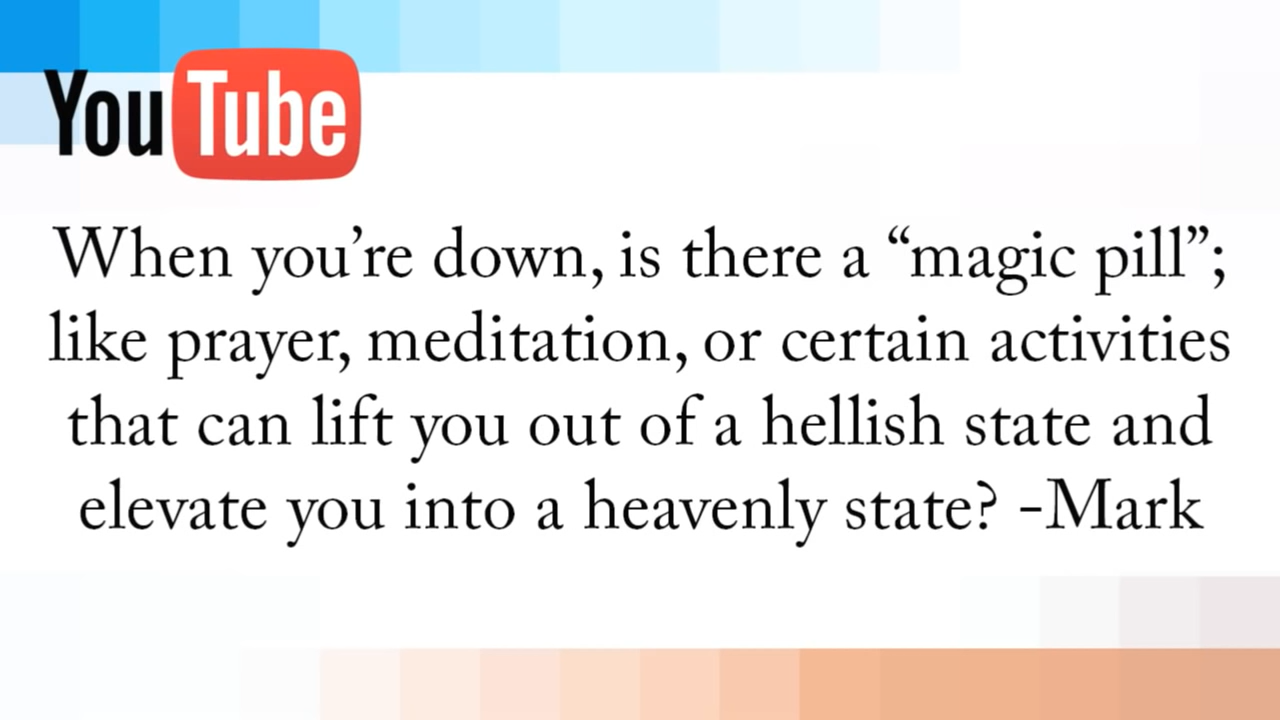 YouTube
When you’re down, is there a “magic pill”;
like prayer, meditation, or certain activities
that can lift you out of a hellish state and
elevate you into a heavenly state? -Mark